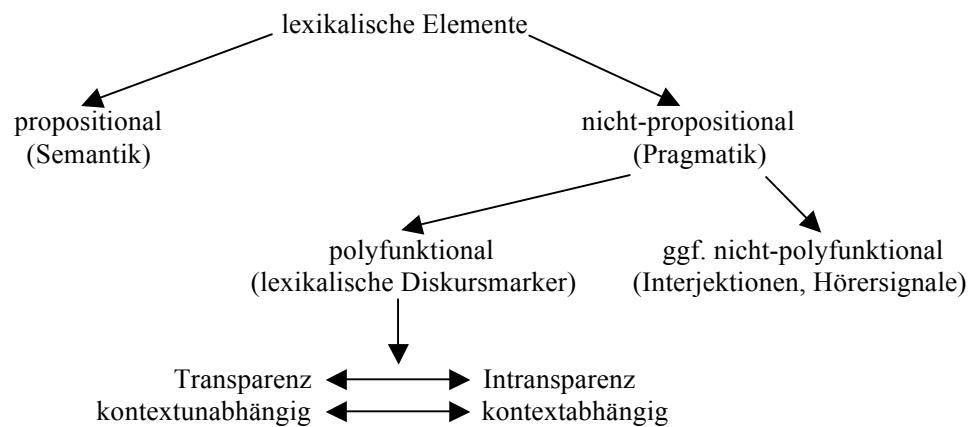 lexikalische Elemente
propositional
(Semantik)
nicht-propositional
(Pragmatik)
polyfunktional
(lexikalische Diskursmarker)
ggf. nicht-polyfunktional
(Interjektionen, Hörersignale)
Transparenz Intransparenz
kontextunabhängig kontextabhängig